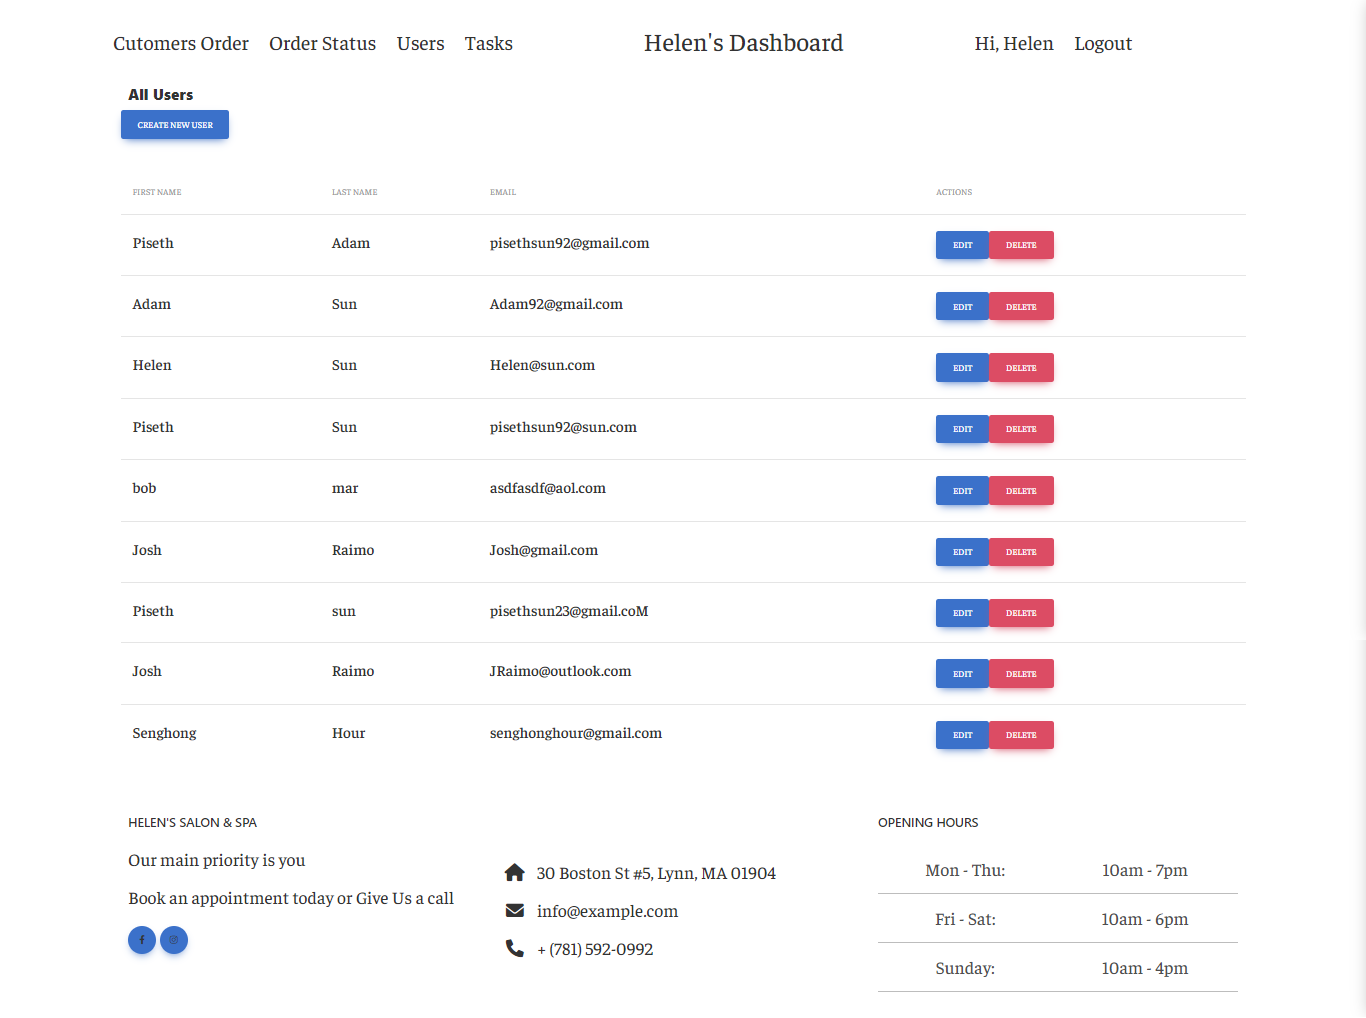 Cutomers Order Order Status Users Tasks Helen's Dashboard Hi, Helen Logout
All Users
CREATE NEW USER
FIRST NAME LAST NAME EMAIL ACTIONS
Piseth Adam pisethsun92@gmail.com EDIT DELETE
Adam Sun Adam92@gmail.com EDIT DELETE
Helen Sun Helen@sun.com EDIT DELETE
Piseth Sun pisethsun92@sun.com EDIT DELETE
bob mar asdfasdf@aol.com EDIT DELETE
Josh Raimo Josh@gmail.com EDIT DELETE
Piseth sun pisethsun23@gmail.coM EDIT DELETE
Josh Raimo JRaimo@outlook.com EDIT DELETE
Senghong Hour senghonghour@gmail.com EDIT DELETE
HELEN'S SALON & SPA
Our main priority is you
Book an appointment today or Give Us a call
30 Boston St #5, Lynn, MA 01904
info@example.com
+ (781) 592-0992
OPENING HOURS
Mon - Thu: 10am - 7pm
Fri - Sat: 10am - 6pm
Sunday: 10am - 4pm